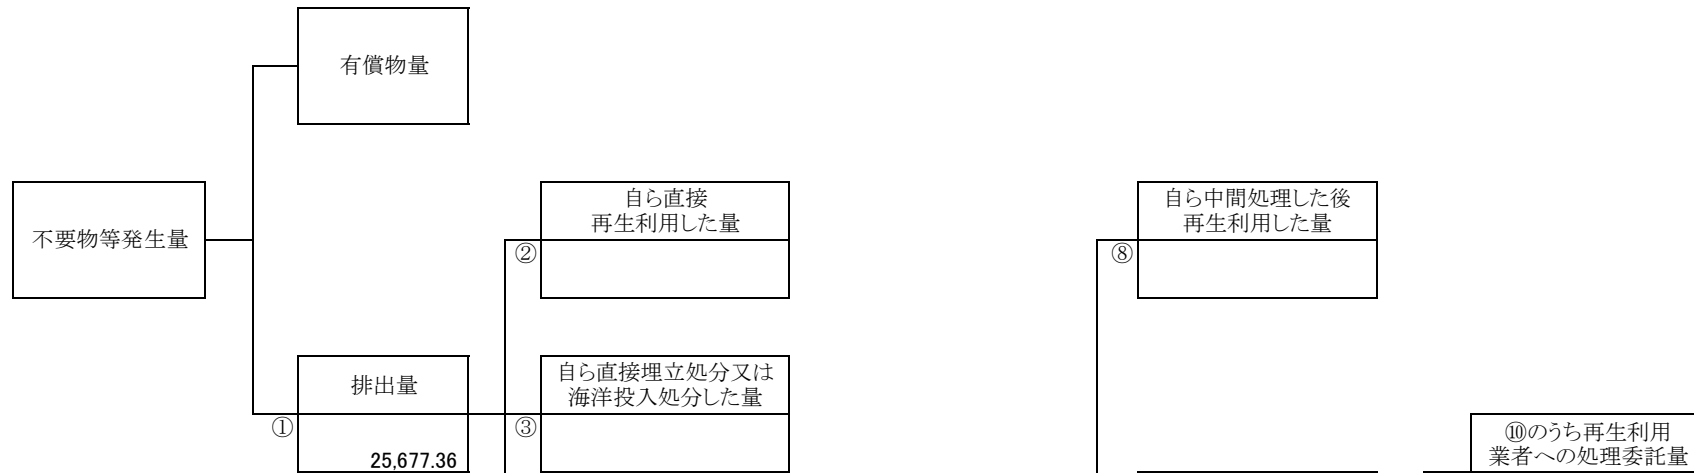 有償物量
自ら直接
再生利用した量
自ら中間処理した後
再生利用した量
不要物等発生量
②
⑧
排出量
自ら直接埋立処分又は
海洋投入処分した量
①
③
25,677.36
⑩のうち再生利用
業者への処理委託量